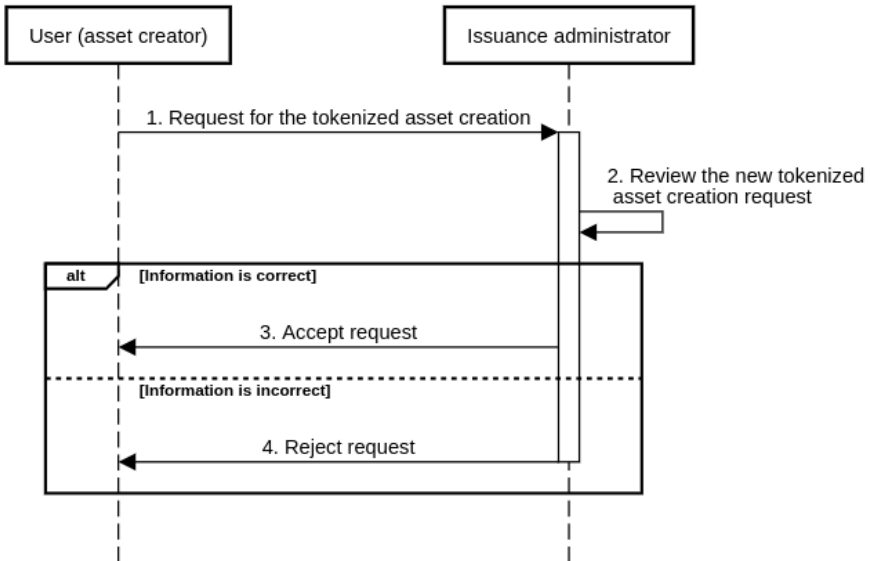 User (asset creator)
Issuance administrator
1. Request for the tokenized asset creation
2. Review the new tokenized
asset creation request
alt
[Information is correct]
3. Accept request
[Information is incorrect]
4. Reject request